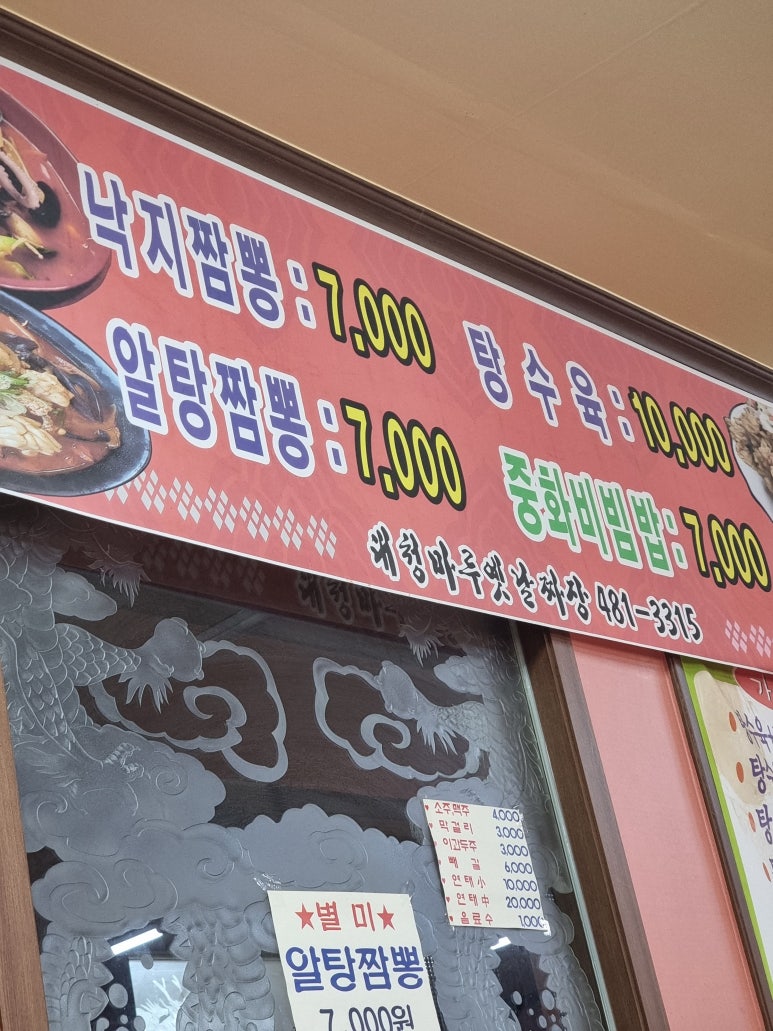 낙지짬뽕 : 7,000
알탕짬뽕 : 7,000
탕수육 : 10,000
중화비빔밥 : 7,000
대청마루옛날짜장 481-3315
소주.맥주 4,000
막걸리 3,000
이과두주 3,000
빼갈 6,000
연태小 10,000
연태中 20,000
음료수 1,000
★별미★
알탕짬뽕
7,000원
가
탕
탕